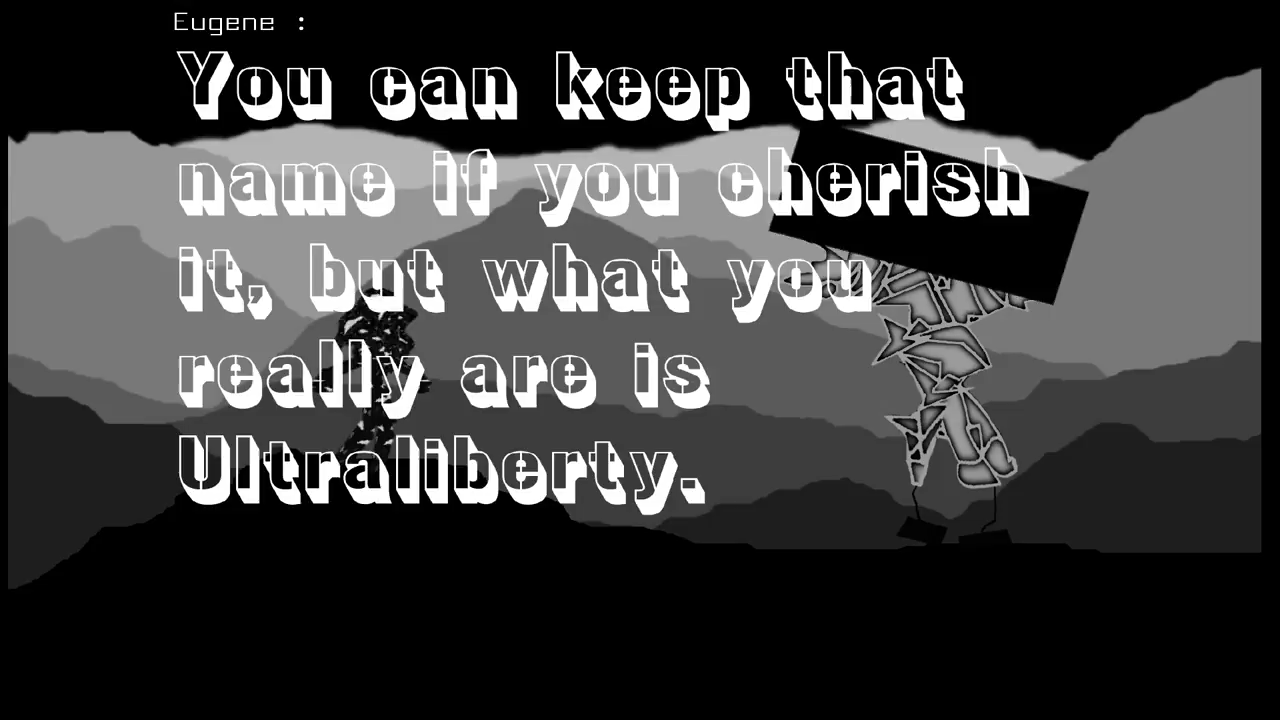 Eugene :
You can keep that
name if you cherish
it, but what you
really are is
Ultraliberty.